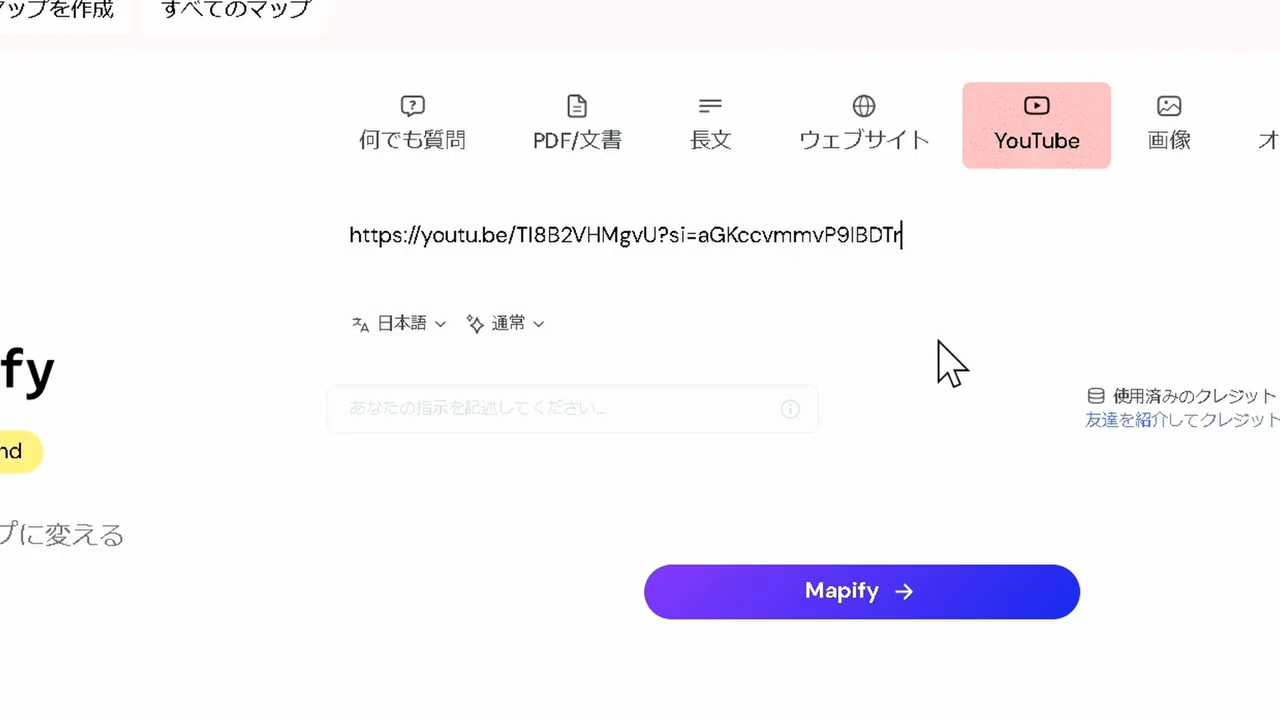 マップを作成 すべてのマップ
何でも質問 PDF/文書 長文 ウェブサイト YouTube 画像 オ
https://youtu.be/TI8B2VHMgvU?si=aGKccvmmvP9IBDTr
日本語 通常
fy
あなたの指示を記述してください...
使用済みのクレジット
友達を紹介してクレジット
nd
プに変える
Mapify →